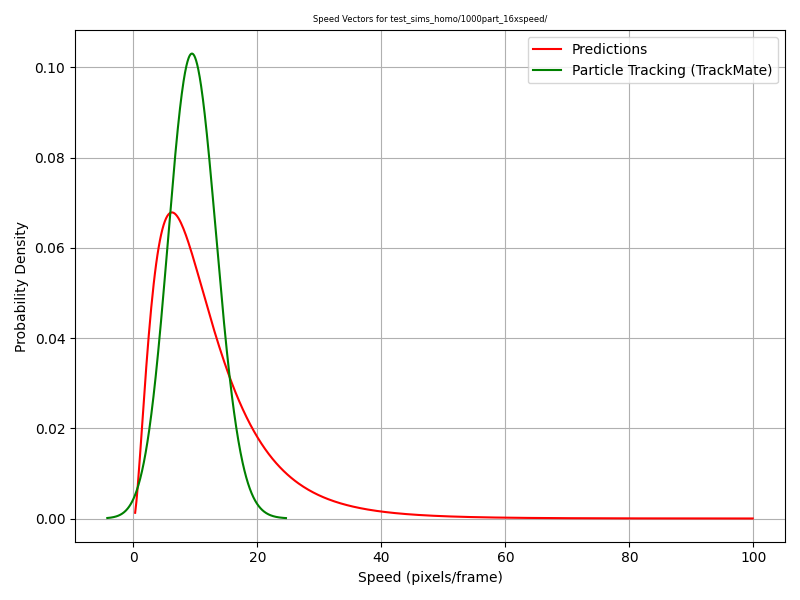 Speed Vectors for test_sims_homo/1000part_16xspeed/
Predictions
Particle Tracking (TrackMate)
Probability Density
0.10
0.08
0.06
0.04
0.02
0.00
0 20 40 60 80 100
Speed (pixels/frame)